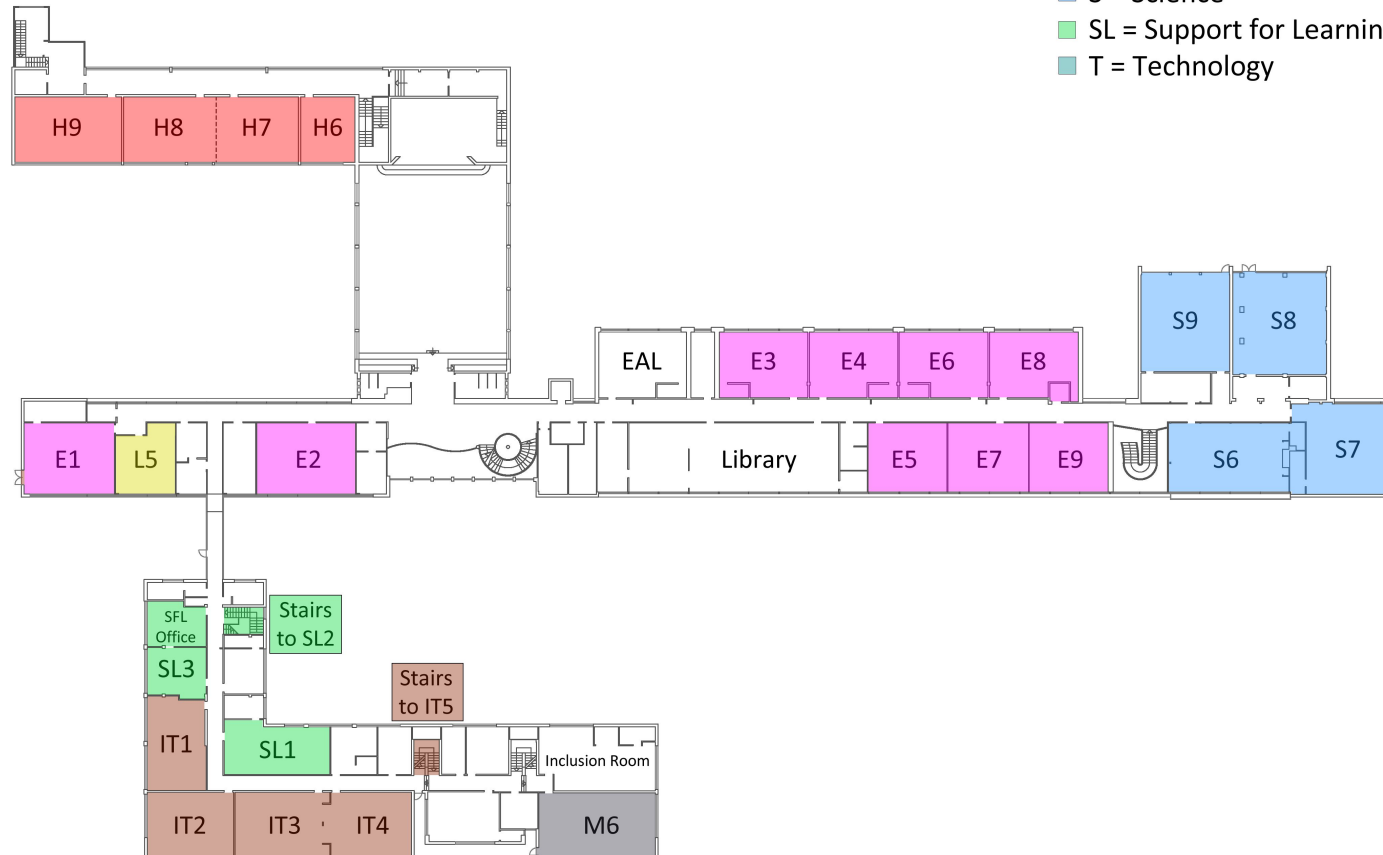 S = Science
SL = Support for Learnin
T = Technology
H9
H8
H7
H6
S9
S8
EAL
E3
E4
E6
E8
E1
L5
E2
Library
E5
E7
E9
S6
S7
SFL
Office
Stairs
to SL2
SL3
Stairs
to IT5
IT1
SL1
Inclusion Room
IT2
IT3
IT4
M6